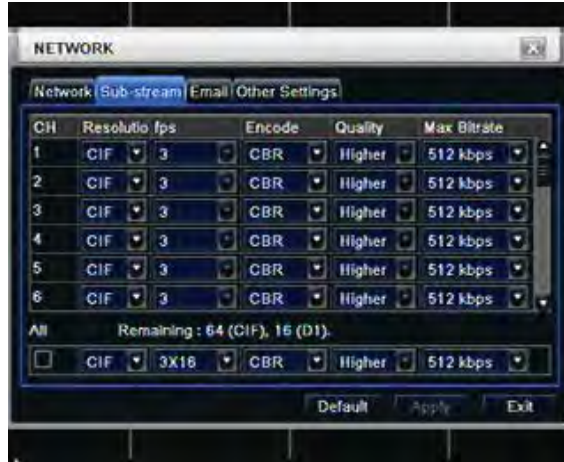 NETWORK
Network Sub-stream Email Other Settings
CH Resolutio fps Encode Quality Max Bitrate
1 CIF 3 CBR Higher 512 kbps
2 CIF 3 CBR Higher 512 kbps
3 CIF 3 CBR Higher 512 kbps
4 CIF 3 CBR Higher 512 kbps
5 CIF 3 CBR Higher 512 kbps
6 CIF 3 CBR Higher 512 kbps
All Remaining : 64 (CIF), 16 (D1).
CIF 3X16 CBR Higher 512 kbps
Default Apply Exit